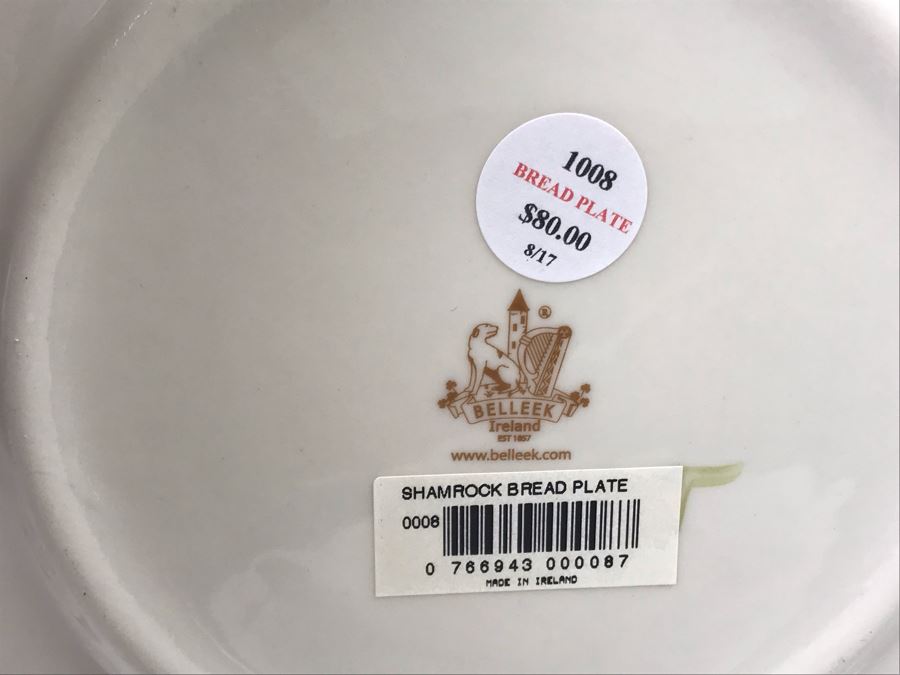 1008
BREAD PLATE
$80.00
8/17
®
BELLEEK
Ireland
EST 1857
www.belleek.com
SHAMROCK BREAD PLATE
0008
0 766943 000087
MADE IN IRELAND